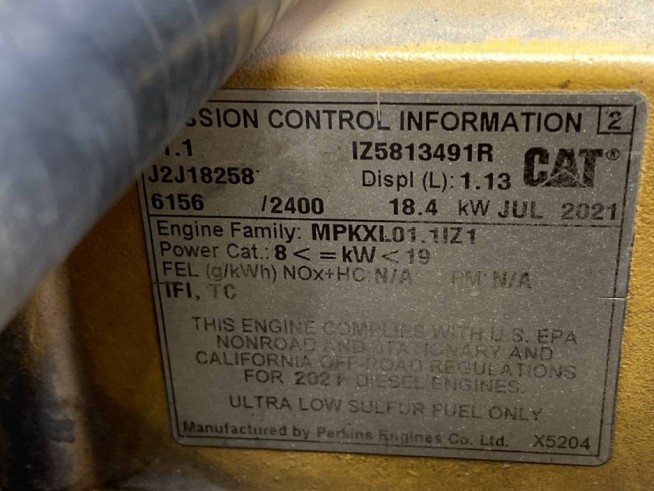 SSION CONTROL INFORMATION 2
1.1 IZ5813491R CAT®
J2J18258 Displ (L): 1.13
6156 /2400 18.4 kW JUL 2021
Engine Family: MPKXL01.1IZ1
Power Cat.: 8 < = kW < 19
FEL (g/kWh) NOx+HC: N/A PM: N/A
IFI, TC
THIS ENGINE COMPLIES WITH U.S. EPA
NONROAD AND STATIONARY AND
CALIFORNIA OFF-ROAD REGULATIONS
FOR 2021 DIESEL ENGINES.
ULTRA LOW SULFUR FUEL ONLY
Manufactured by Perkins Engines Co. Ltd. X5204